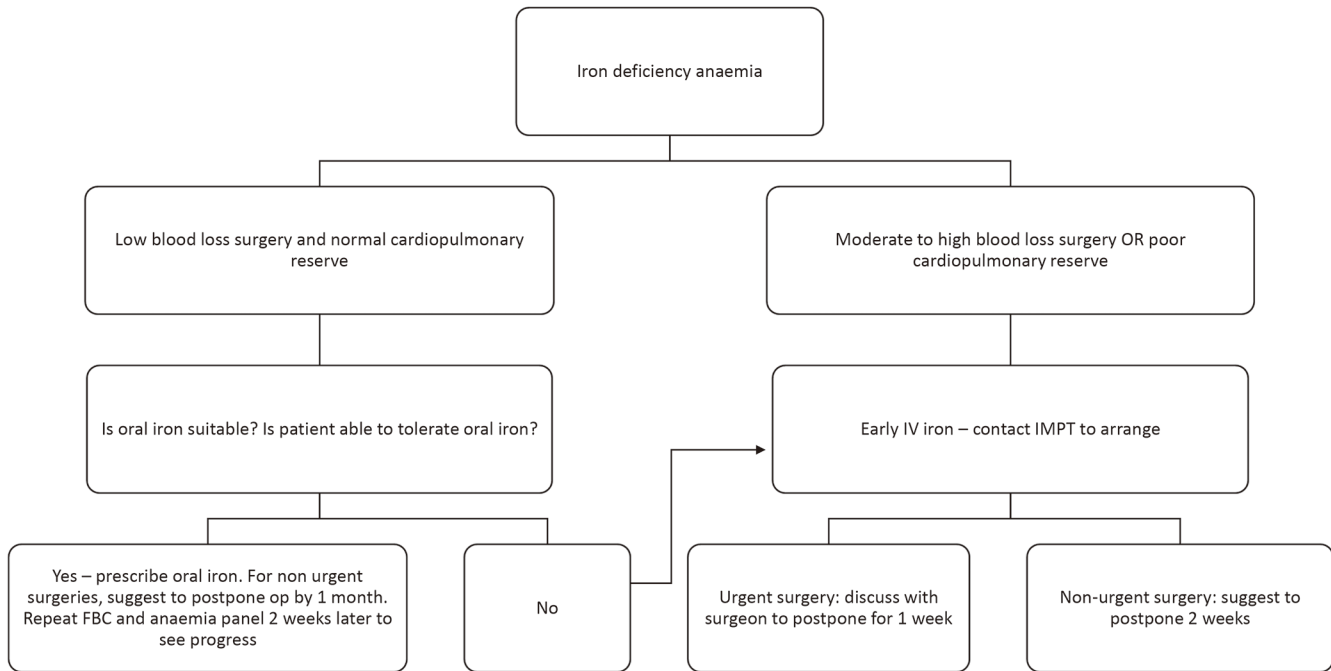 Iron deficiency anaemia
Low blood loss surgery and normal cardiopulmonary
reserve
Moderate to high blood loss surgery OR poor
cardiopulmonary reserve
Is oral iron suitable? Is patient able to tolerate oral iron?
Early IV iron – contact IMPT to arrange
Yes – prescribe oral iron. For non urgent
surgeries, suggest to postpone op by 1 month.
Repeat FBC and anaemia panel 2 weeks later to
see progress
No
Urgent surgery: discuss with
surgeon to postpone for 1 week
Non-urgent surgery: suggest to
postpone 2 weeks